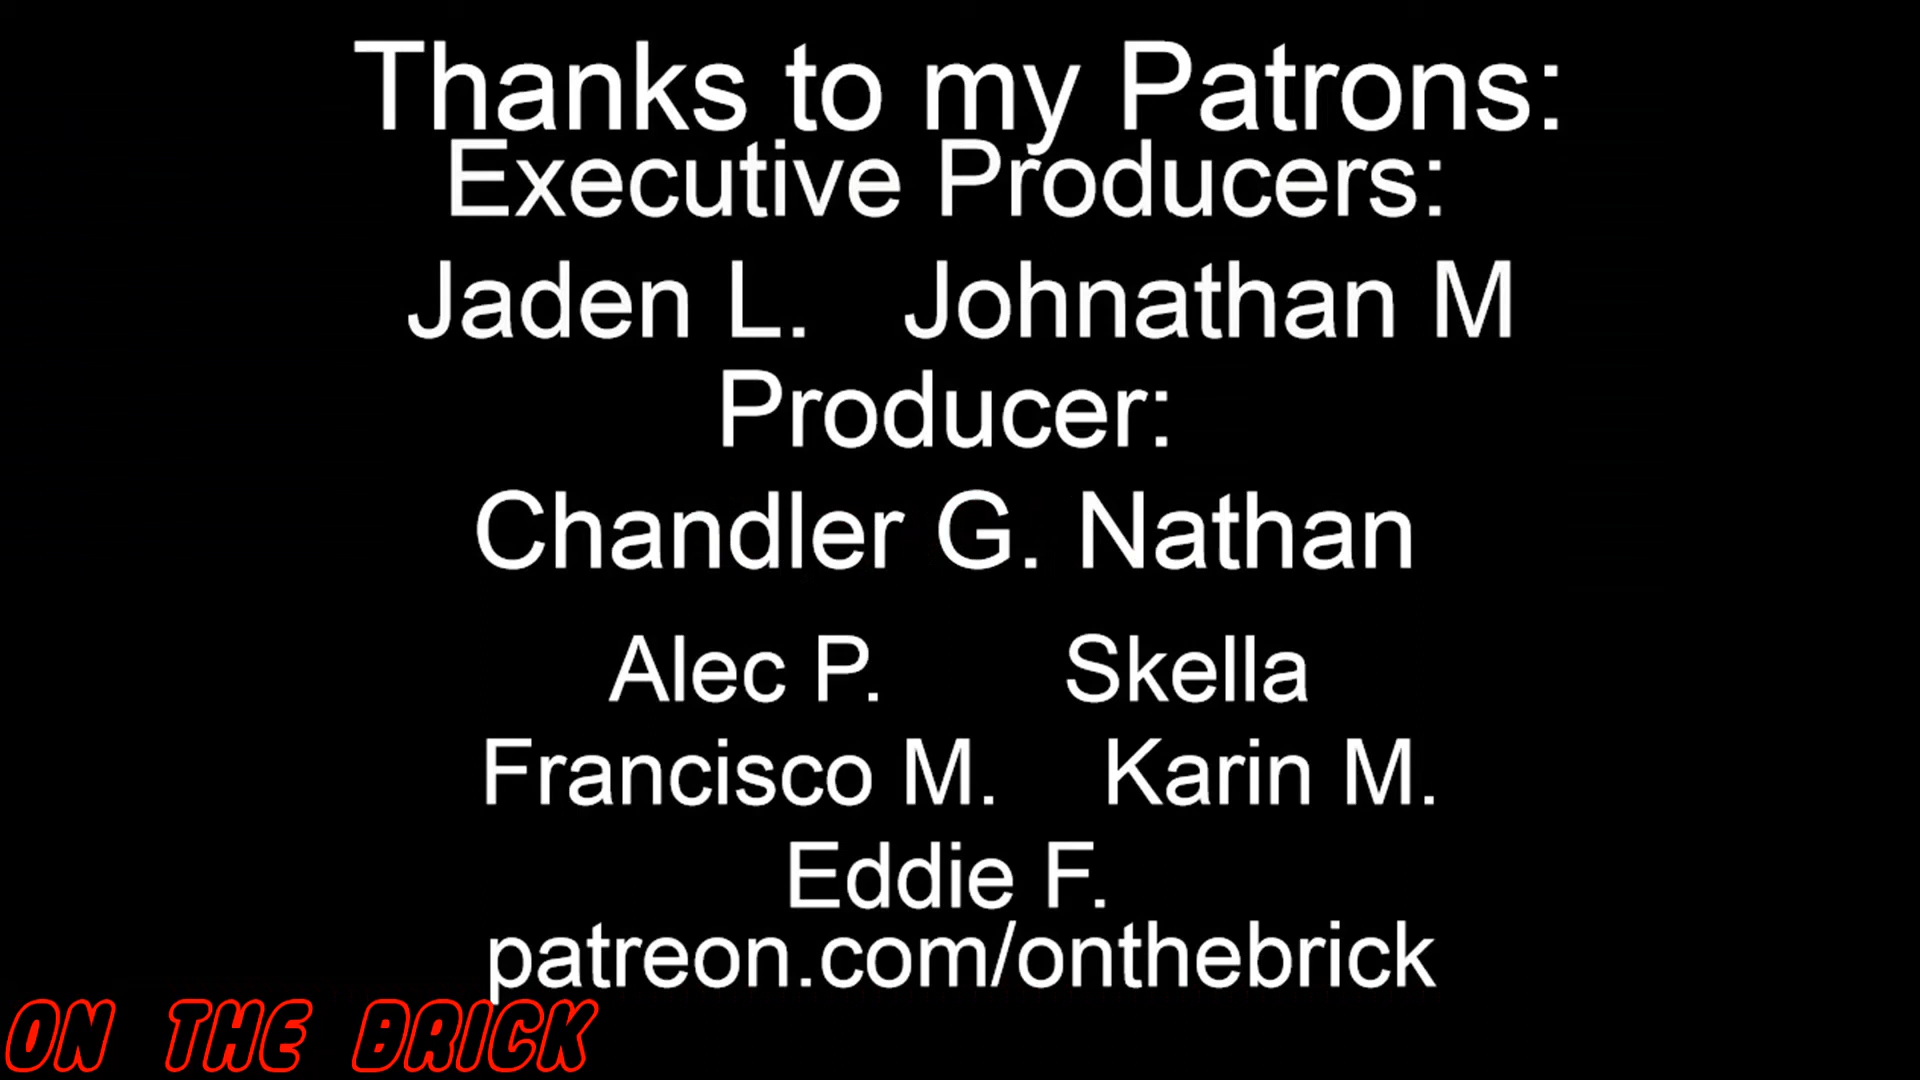 Thanks to my Patrons:
Executive Producers:
Jaden L. Johnathan M
Producer:
Chandler G. Nathan
Alec P. Skella
Francisco M. Karin M.
Eddie F.
patreon.com/onthebrick
ON THE BRICK